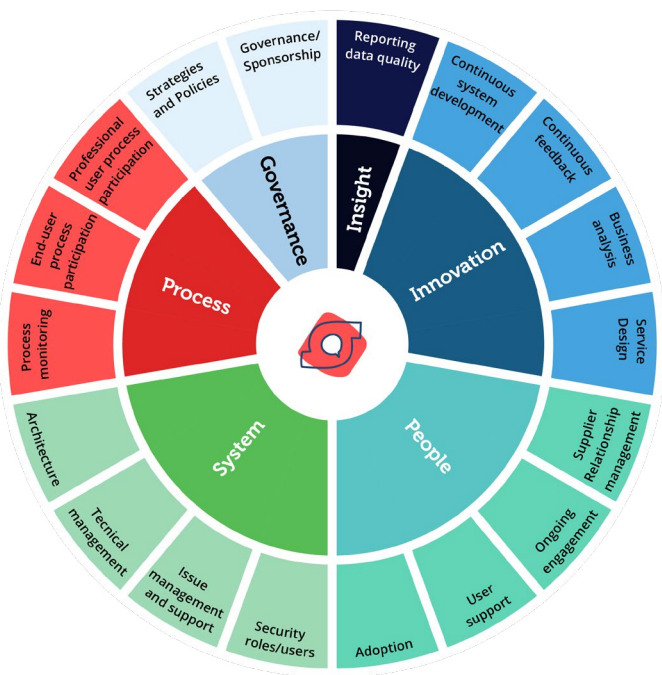 Governance/
Sponsorship
Reporting
data quality
Continuous
system
development
Continuous
feedback
Business
analysis
Service
Design
Supplier
Relationship
management
Ongoing
engagement
User
support
Adoption
Security
roles/users
Issue
management
and support
Tecnical
management
Architecture
Process
monitoring
End-user
process
participation
Professional
user process
participation
Strategies
and Policies
Governance
Insight
Innovation
People
System
Process